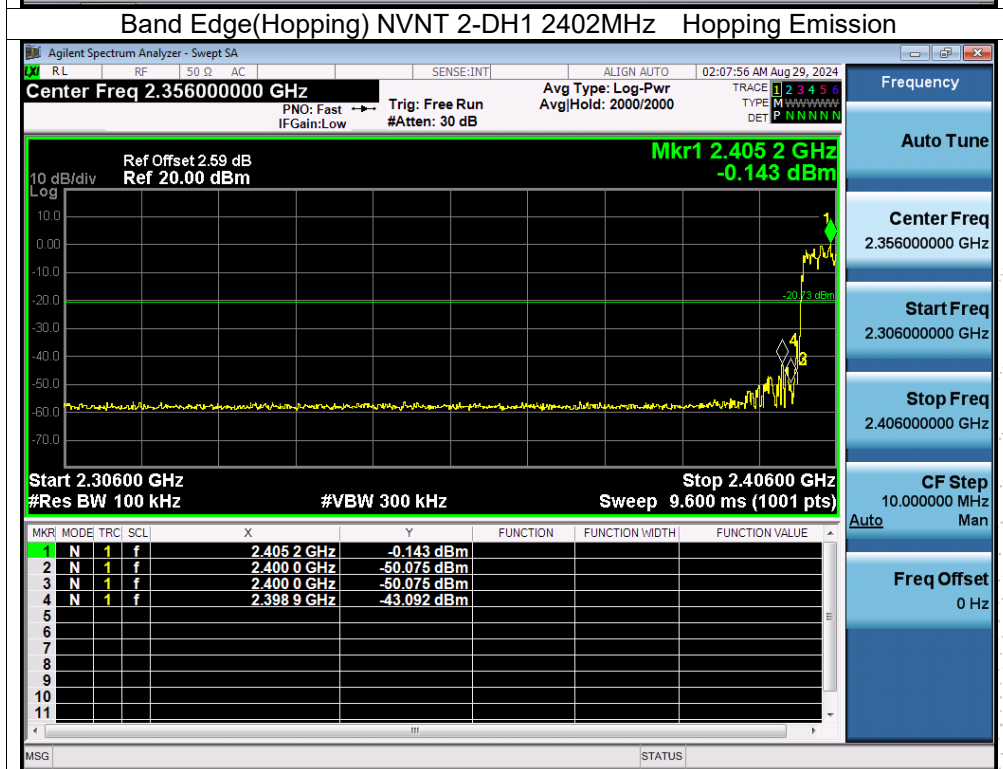 Band Edge(Hopping) NVNT 2-DH1 2402MHz Hopping Emission
Agilent Spectrum Analyzer - Swept SA
LXI RL RF 50 Ω AC SENSE:INT ALIGN AUTO 02:07:56 AM Aug 29, 2024
Center Freq 2.356000000 GHz
PNO: Fast
IFGain:Low
Trig: Free Run
#Atten: 30 dB
Avg Type: Log-Pwr
Avg|Hold: 2000/2000
TRACE 1 2 3 4 5 6
TYPE M WWWWW
DET P N N N N N
Ref Offset 2.59 dB
10 dB/div Ref 20.00 dBm
Log
Mkr1 2.405 2 GHz
-0.143 dBm
10.0
0.00
-10.0
-20.0
-30.0
-40.0
-50.0
-60.0
-70.0
1
-20.73 dBm
4
2
Start 2.30600 GHz Stop 2.40600 GHz
#Res BW 100 kHz #VBW 300 kHz Sweep 9.600 ms (1001 pts)
MKR MODE TRC SCL X Y FUNCTION FUNCTION WIDTH FUNCTION VALUE
1 N 1 f 2.405 2 GHz -0.143 dBm
2 N 1 f 2.400 0 GHz -50.075 dBm
3 N 1 f 2.400 0 GHz -50.075 dBm
4 N 1 f 2.398 9 GHz -43.092 dBm
5
6
7
8
9
10
11
MSG STATUS
Frequency
Auto Tune
Center Freq
2.356000000 GHz
Start Freq
2.306000000 GHz
Stop Freq
2.406000000 GHz
CF Step
10.000000 MHz
Auto Man
Freq Offset
0 Hz